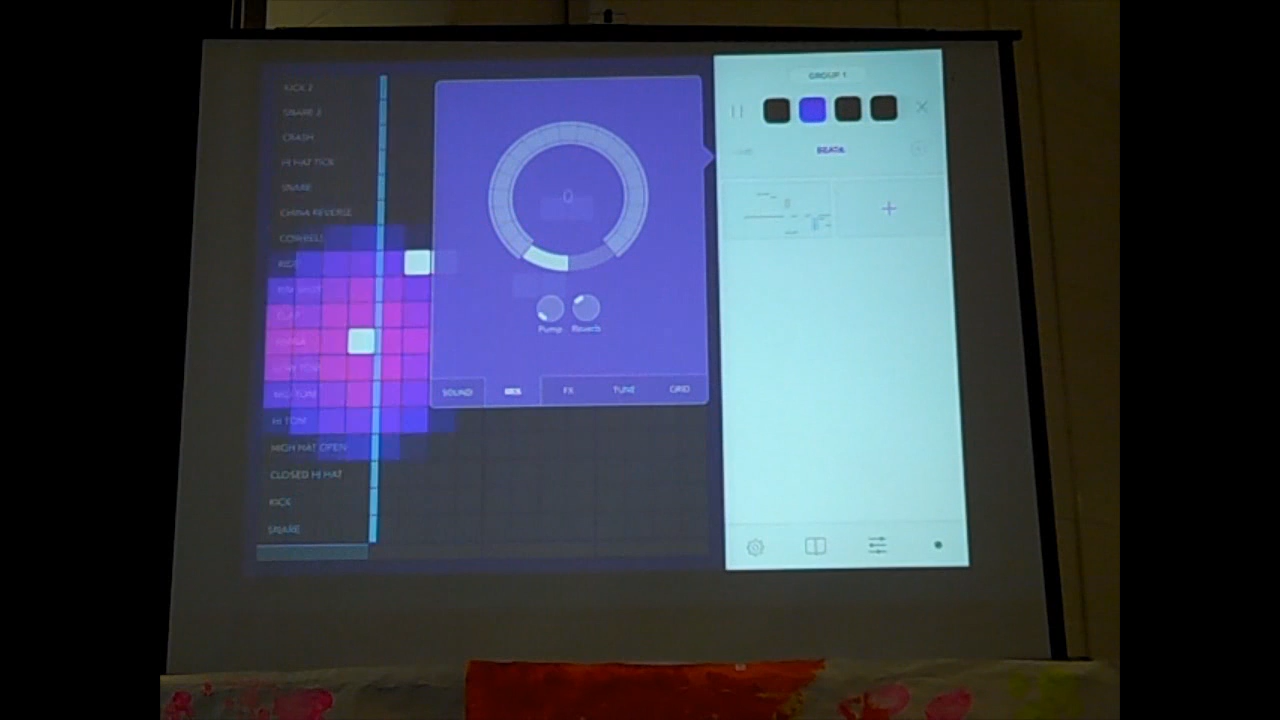 KICK 2
SNARE 2
CRASH
HI HAT TICK
SNARE
CHINA REVERSE
COWBELL
RIDE
CLAP
MID TOM
HI TOM
HIGH HAT OPEN
CLOSED HI HAT
KICK
SNARE
0
Pump Reverb
SOUND
FX
TUNE
GRID
GROUP 1
BEATS